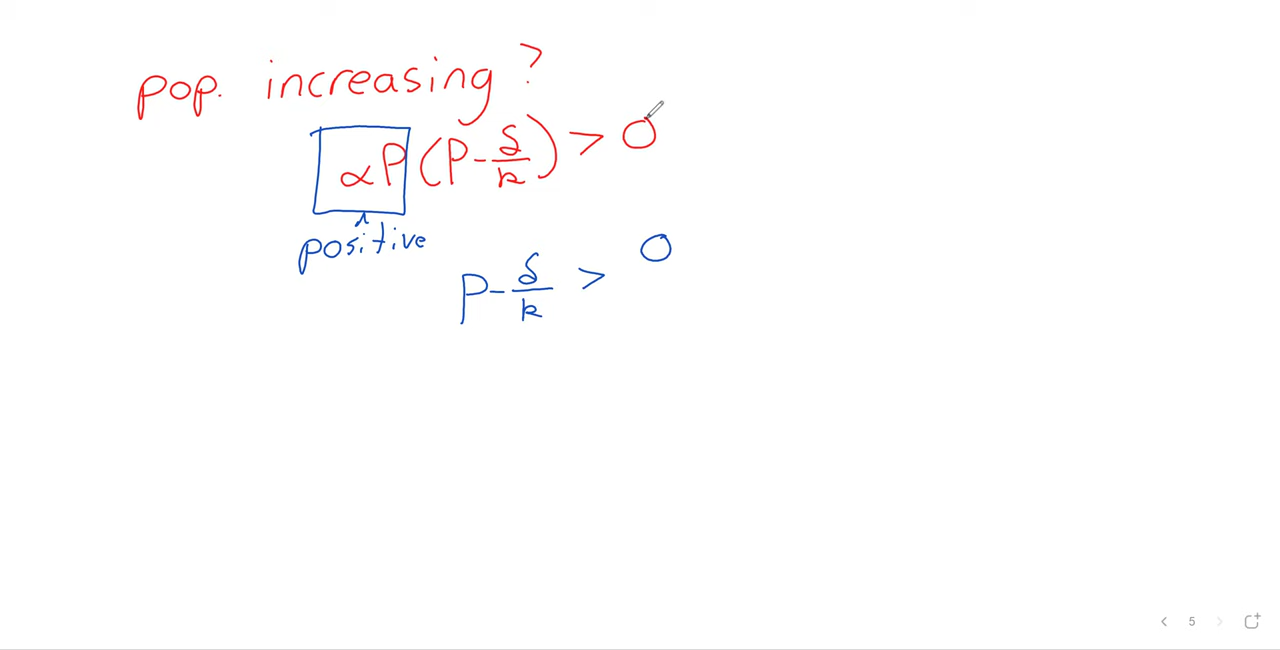 pop. increasing?
αP(P-δ/k) > 0
positive
P-δ/k > 0
5